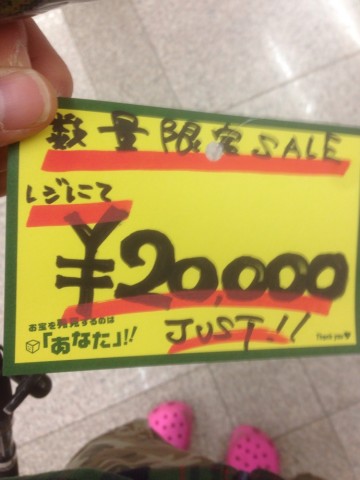 数量限定SALE
レジにて
¥20,000
JUST!!
お宝を発見するのは
「あなた」!!
Thank you